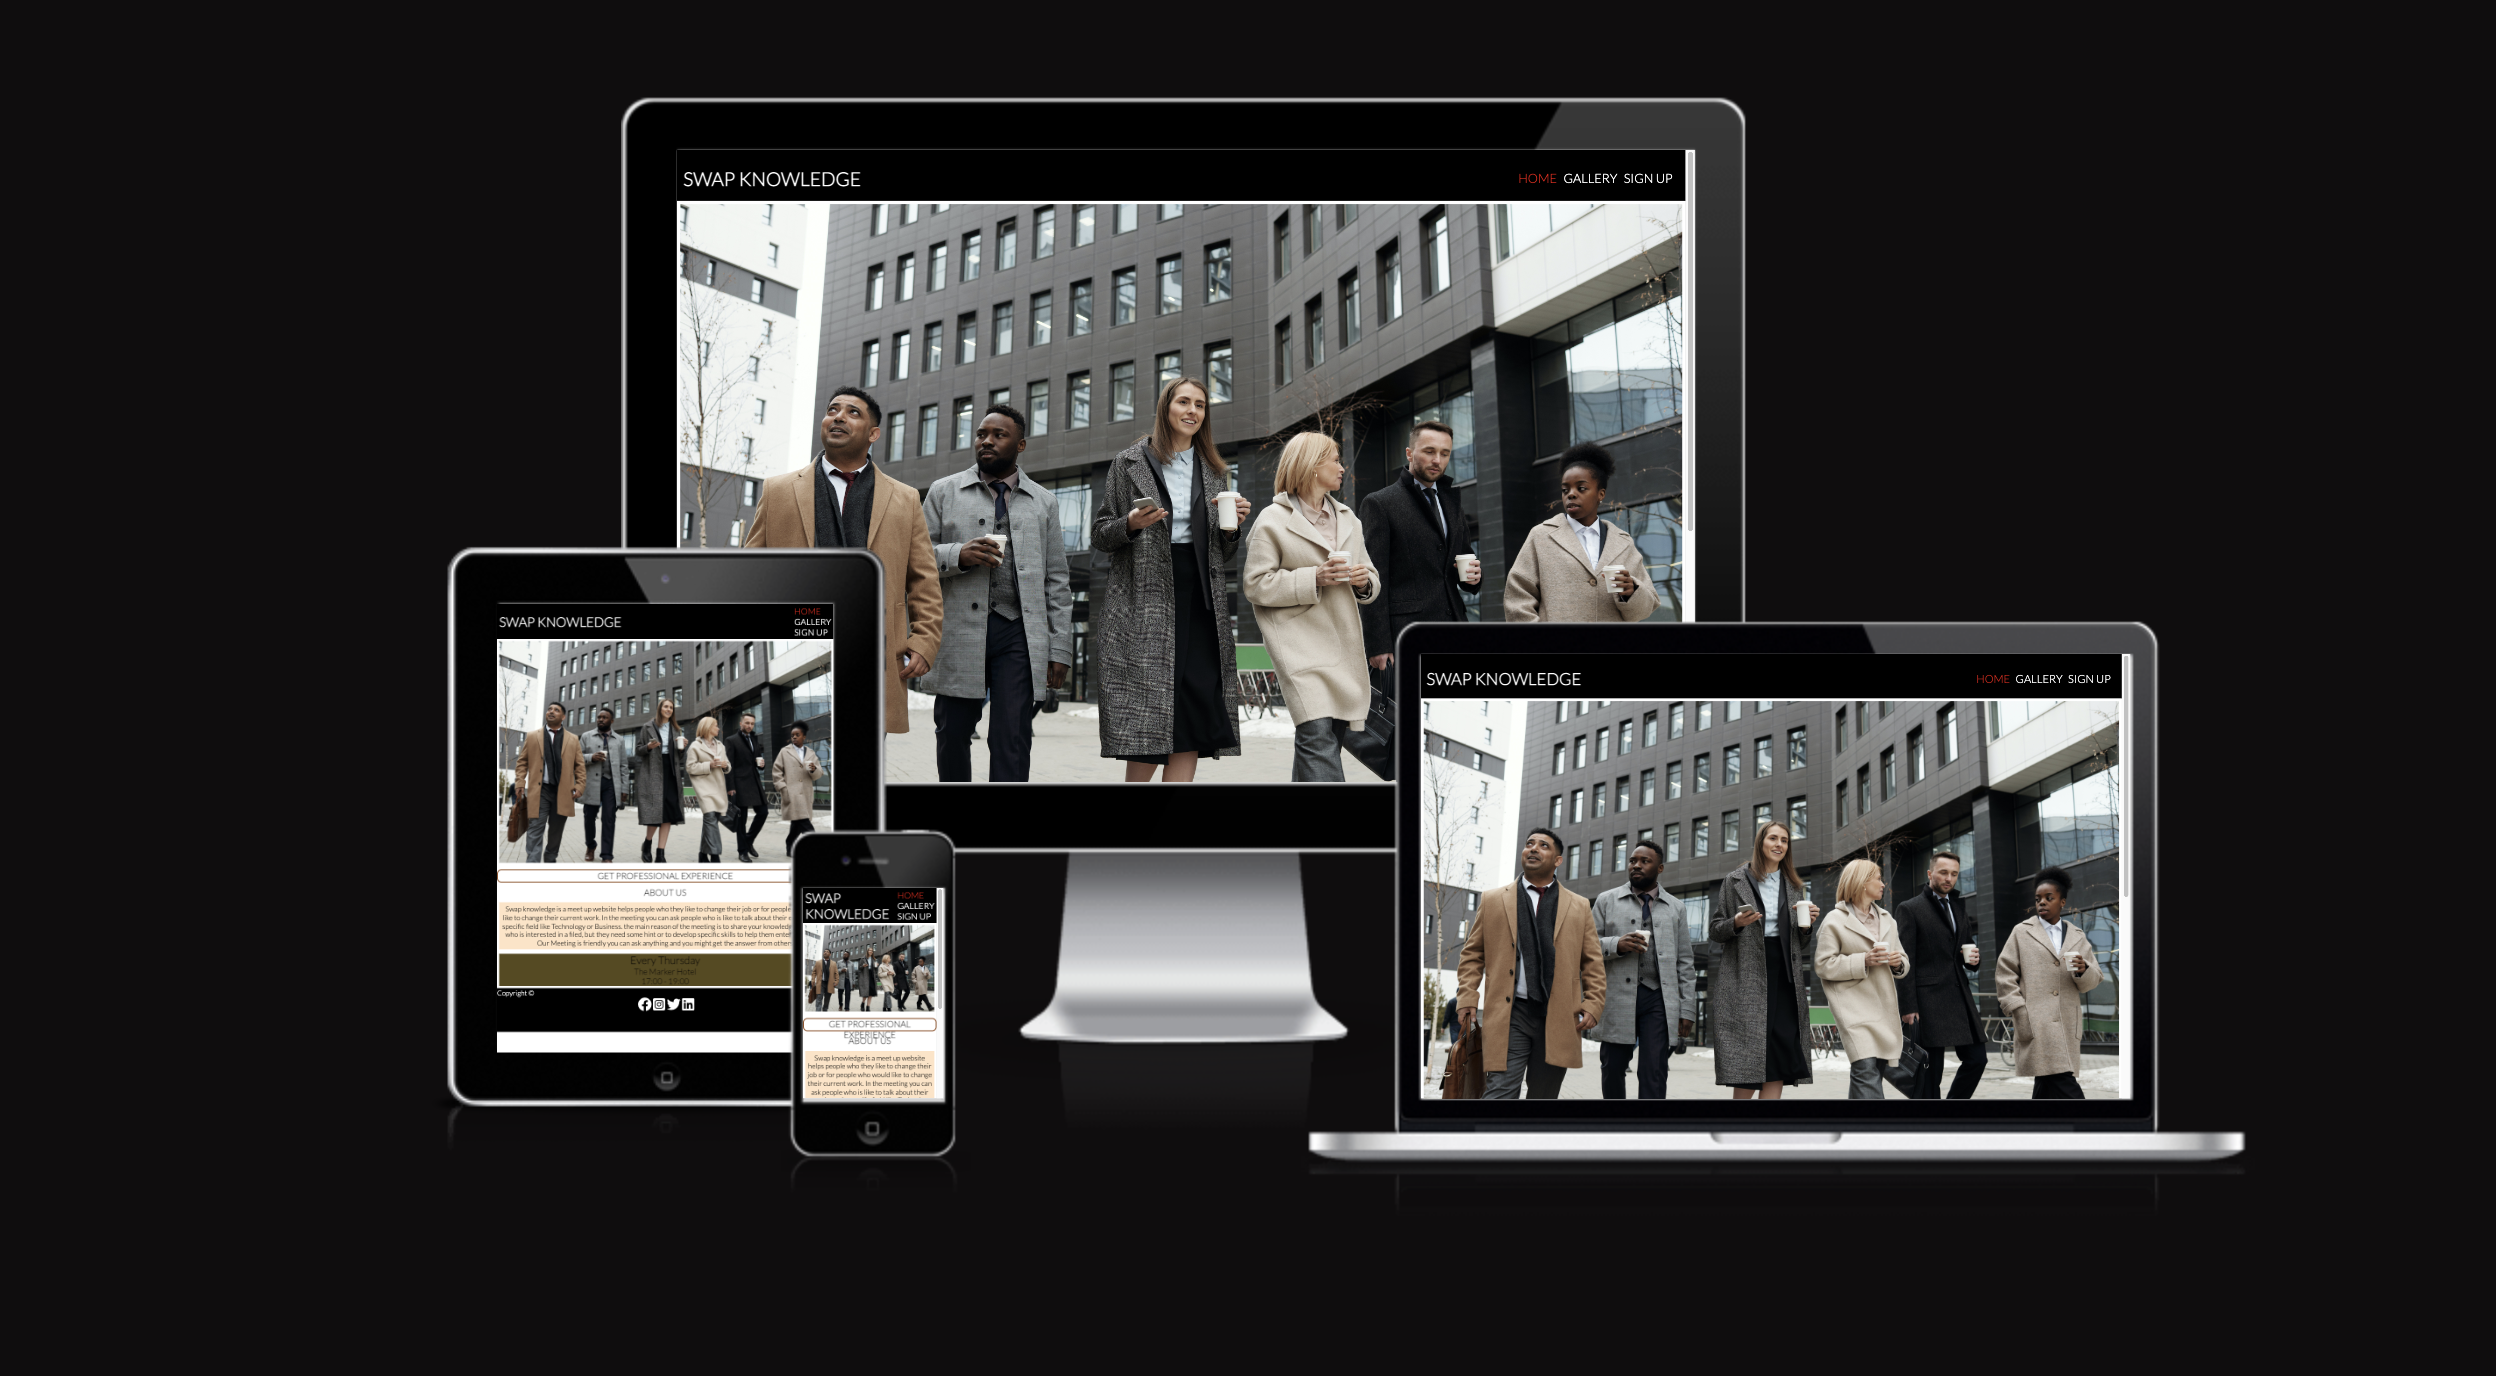 SWAP KNOWLEDGE
HOME GALLERY SIGN UP
SWAP KNOWLEDGE
HOME
GALLERY
SIGN UP
GET PROFESSIONAL EXPERIENCE
ABOUT US
Swap knowledge is a meet up website helps people who they like to change their job or for people
like to change their current work. In the meeting you can ask people who is like to talk about their
specific field like Technology or Business. the main reason of the meeting is to share your knowled
who is interested in a filed, but they need some hint or to develop specific skills to help them ente
Our Meeting is friendly you can ask anything and you might get the answer from other
Every Thursday
The Marker Hotel
17:00 - 19:00
Copyright ©
SWAP
KNOWLEDGE
HOME
GALLERY
SIGN UP
GET PROFESSIONAL
EXPERIENCE
ABOUT US
Swap knowledge is a meet up website
helps people who they like to change their
job or for people who would like to change
their current work. In the meeting you can
ask people who is like to talk about their
SWAP KNOWLEDGE
HOME GALLERY SIGN UP